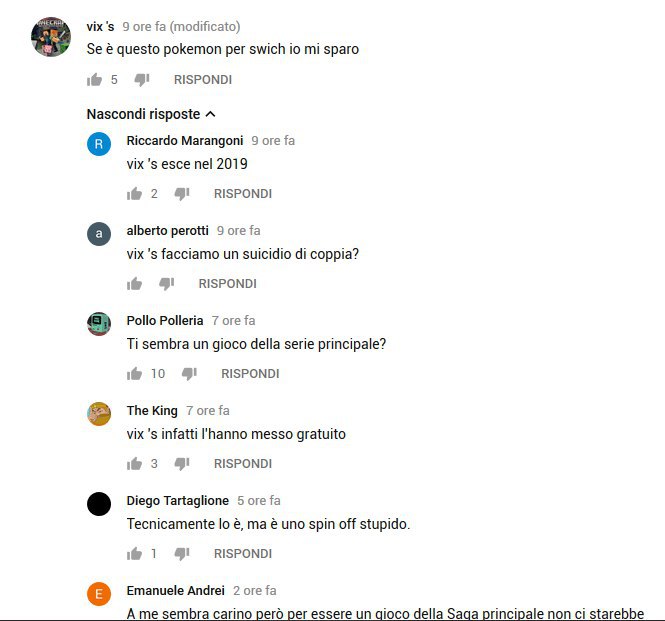 MINECRAF
vix 's 9 ore fa (modificato)
Se è questo pokemon per swich io mi sparo
5 RISPONDI
Nascondi risposte
R Riccardo Marangoni 9 ore fa
vix 's esce nel 2019
2 RISPONDI
a alberto perotti 9 ore fa
vix 's facciamo un suicidio di coppia?
RISPONDI
Pollo Polleria 7 ore fa
Ti sembra un gioco della serie principale?
10 RISPONDI
The King 7 ore fa
vix 's infatti l'hanno messo gratuito
3 RISPONDI
Diego Tartaglione 5 ore fa
Tecnicamente lo è, ma è uno spin off stupido.
1 RISPONDI
E Emanuele Andrei 2 ore fa
A me sembra carino però per essere un gioco della Saga principale non ci starebbe